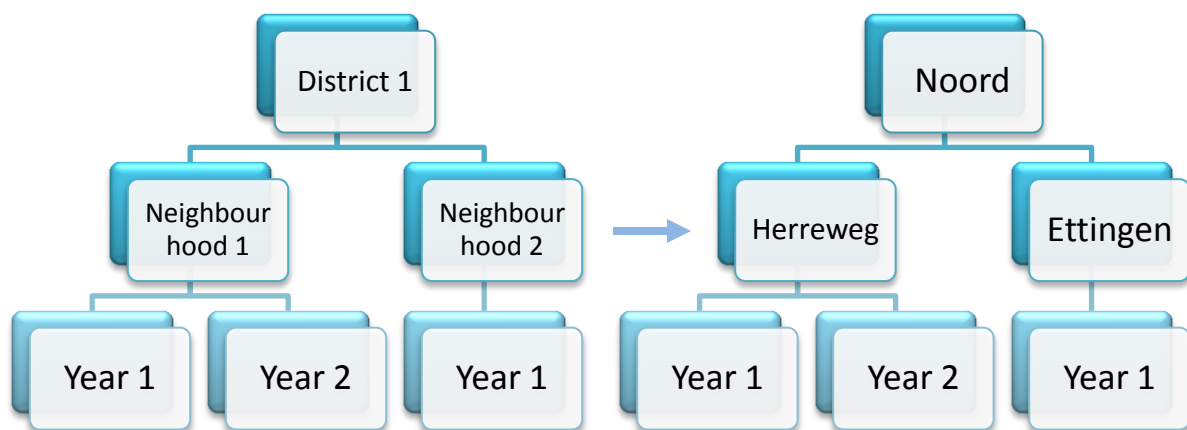 District 1
Noord
Neighbour
hood 1
Neighbour
hood 2
Herreweg
Ettingen
Year 1
Year 2
Year 1
Year 1
Year 2
Year 1